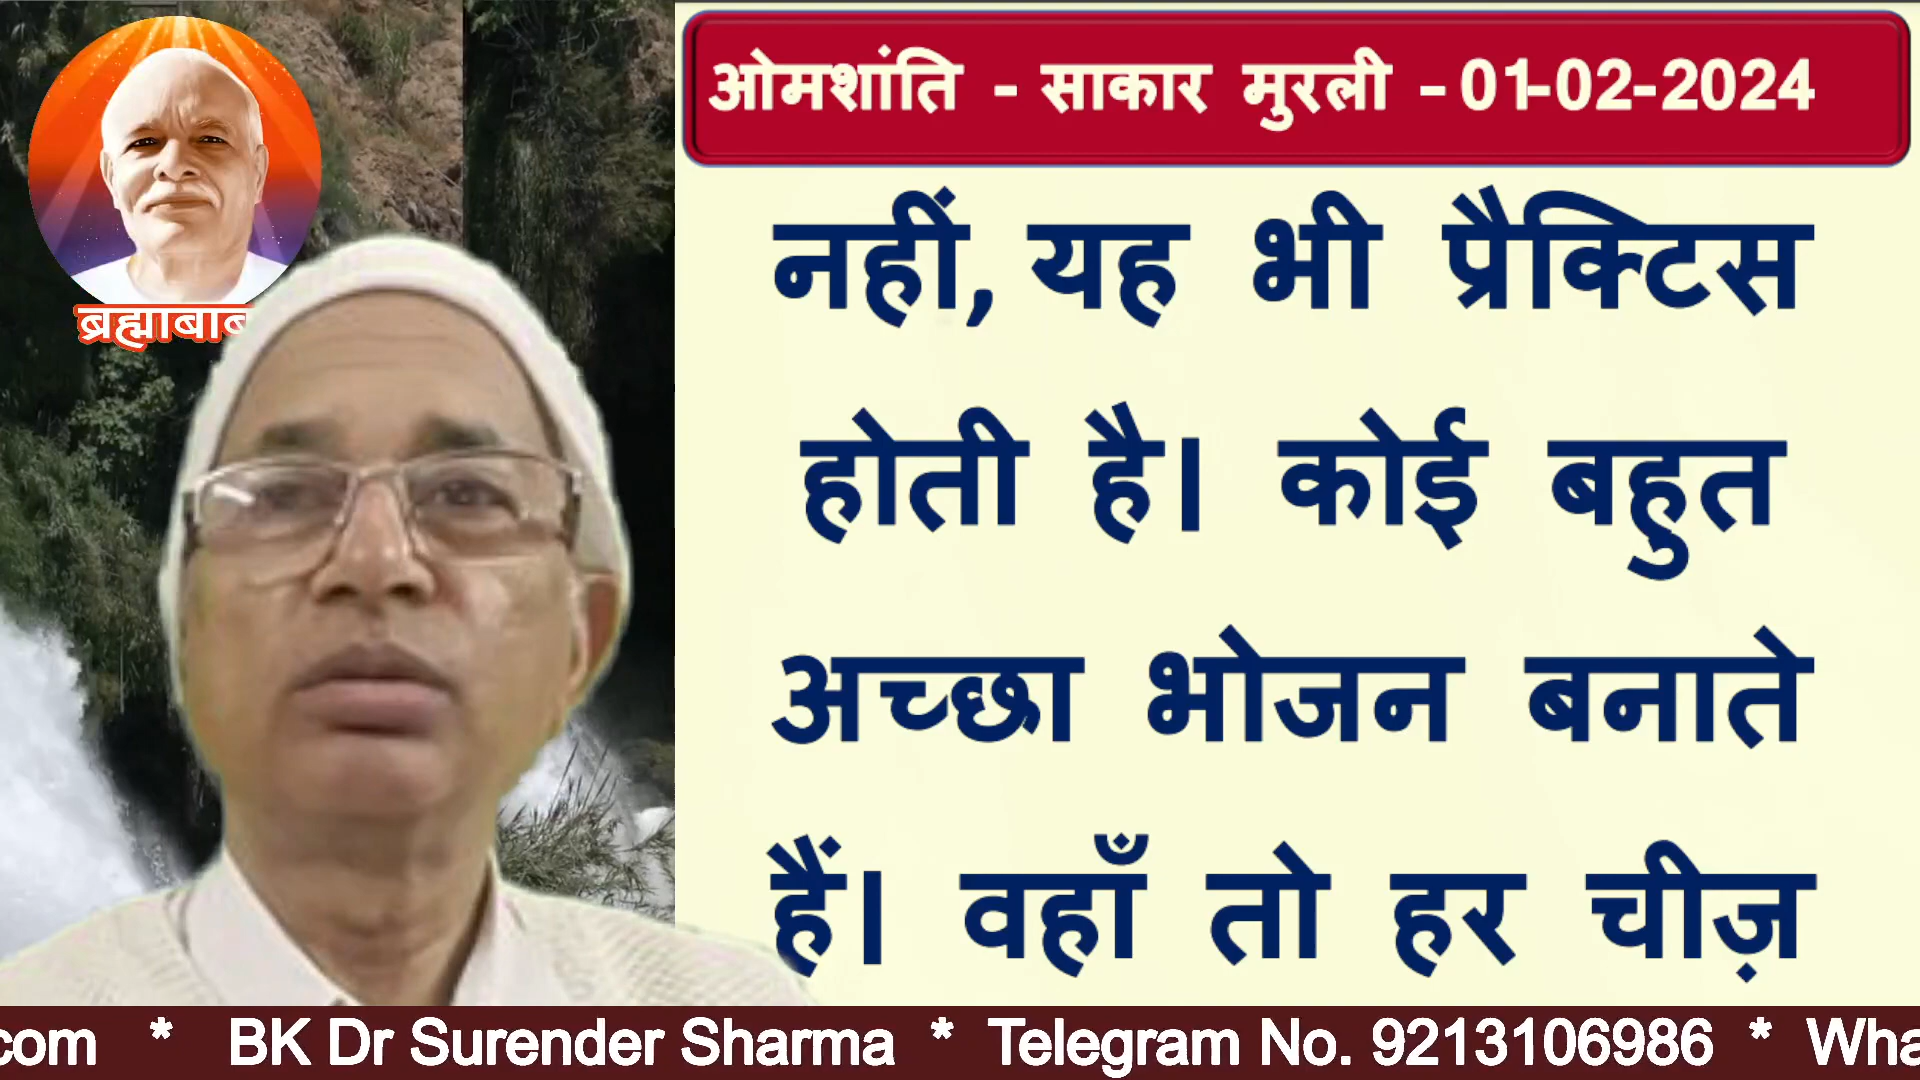 ओमशांति - साकार मुरली -01-02-2024
ब्रह्माबाब
नहीं, यह भी प्रैक्टिस
होती है। कोई बहुत
अच्छा भोजन बनाते
हैं। वहाँ तो हर चीज़
com * BK Dr Surender Sharma * Telegram No. 9213106986 * Wha